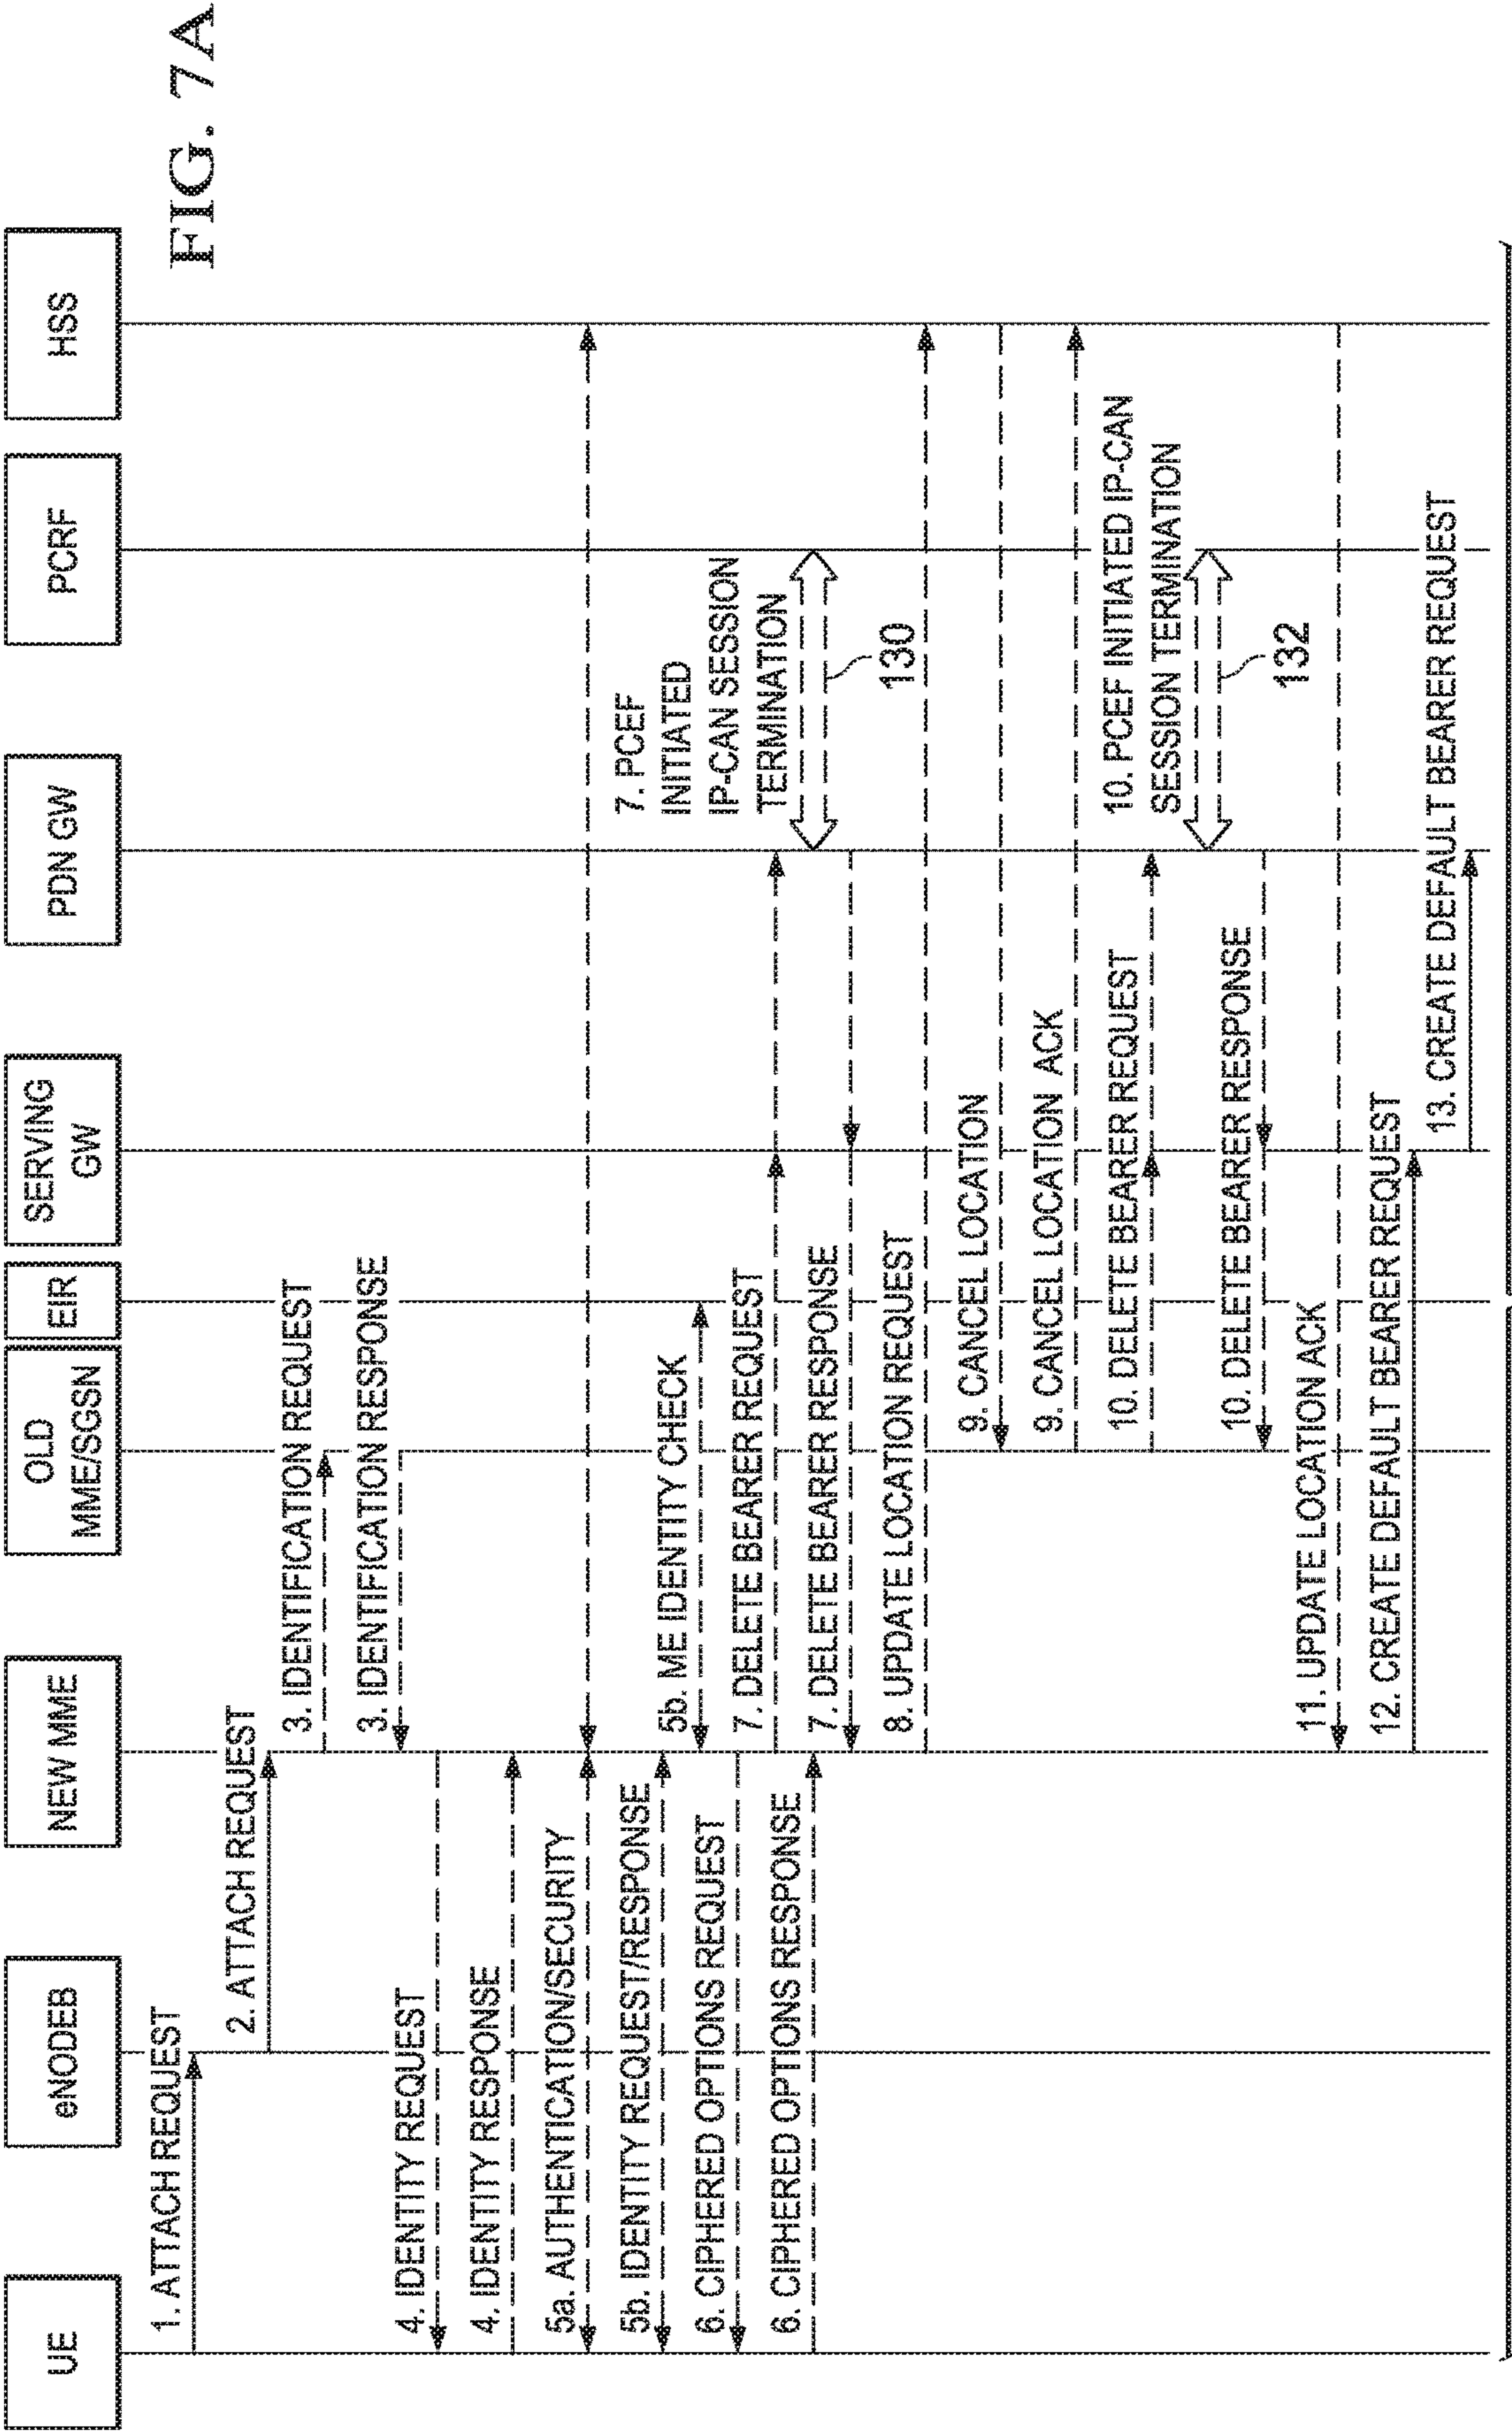 FIG. 7A
UE
eNODEB
NEW MME
OLD
MME/SGSN
EIR
SERVING
GW
PDN GW
PCRF
HSS
1. ATTACH REQUEST
2. ATTACH REQUEST
3. IDENTIFICATION REQUEST
3. IDENTIFICATION RESPONSE
4. IDENTITY REQUEST
4. IDENTITY RESPONSE
5a. AUTHENTICATION/SECURITY
5b. IDENTITY REQUEST/RESPONSE
5b. ME IDENTITY CHECK
6. CIPHERED OPTIONS REQUEST
6. CIPHERED OPTIONS RESPONSE
7. DELETE BEARER REQUEST
7. PCEF
INITIATED
IP-CAN SESSION
TERMINATION
130
7. DELETE BEARER RESPONSE
8. UPDATE LOCATION REQUEST
9. CANCEL LOCATION
9. CANCEL LOCATION ACK
10. DELETE BEARER REQUEST
10. PCEF INITIATED IP-CAN
SESSION TERMINATION
132
10. DELETE BEARER RESPONSE
11. UPDATE LOCATION ACK
12. CREATE DEFAULT BEARER REQUEST
13. CREATE DEFAULT BEARER REQUEST